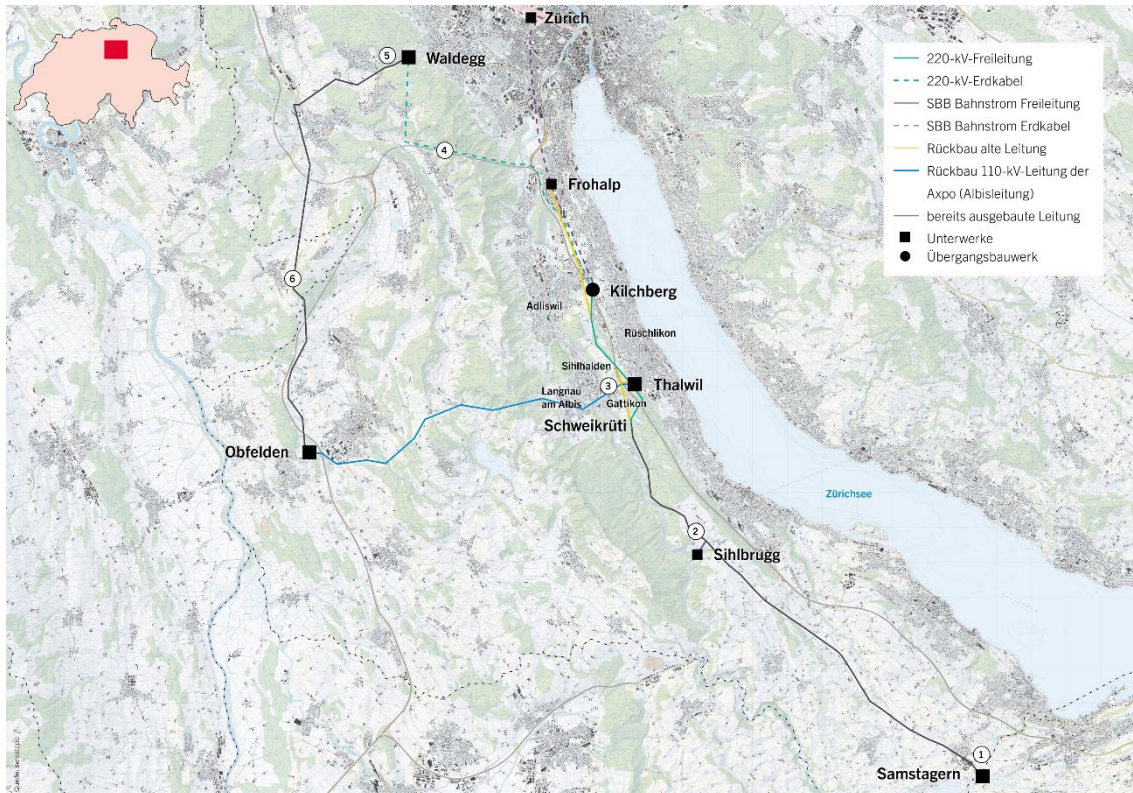 Zürich
5
Waldegg
220-kV-Freileitung
220-kV-Erdkabel
SBB Bahnstrom Freileitung
SBB Bahnstrom Erdkabel
Rückbau alte Leitung
Rückbau 110-kV-Leitung der
Axpo (Albisleitung)
bereits ausgebaute Leitung
Unterwerke
Übergangsbauwerk
4
Frohalp
6
Kilchberg
Adliswil
Rüschlikon
Sihlhalden
3
Thalwil
Langnau
am Albis
Gattikon
Schweikrüti
Obfelden
Zürichsee
2
Sihlbrugg
1
Samstagern